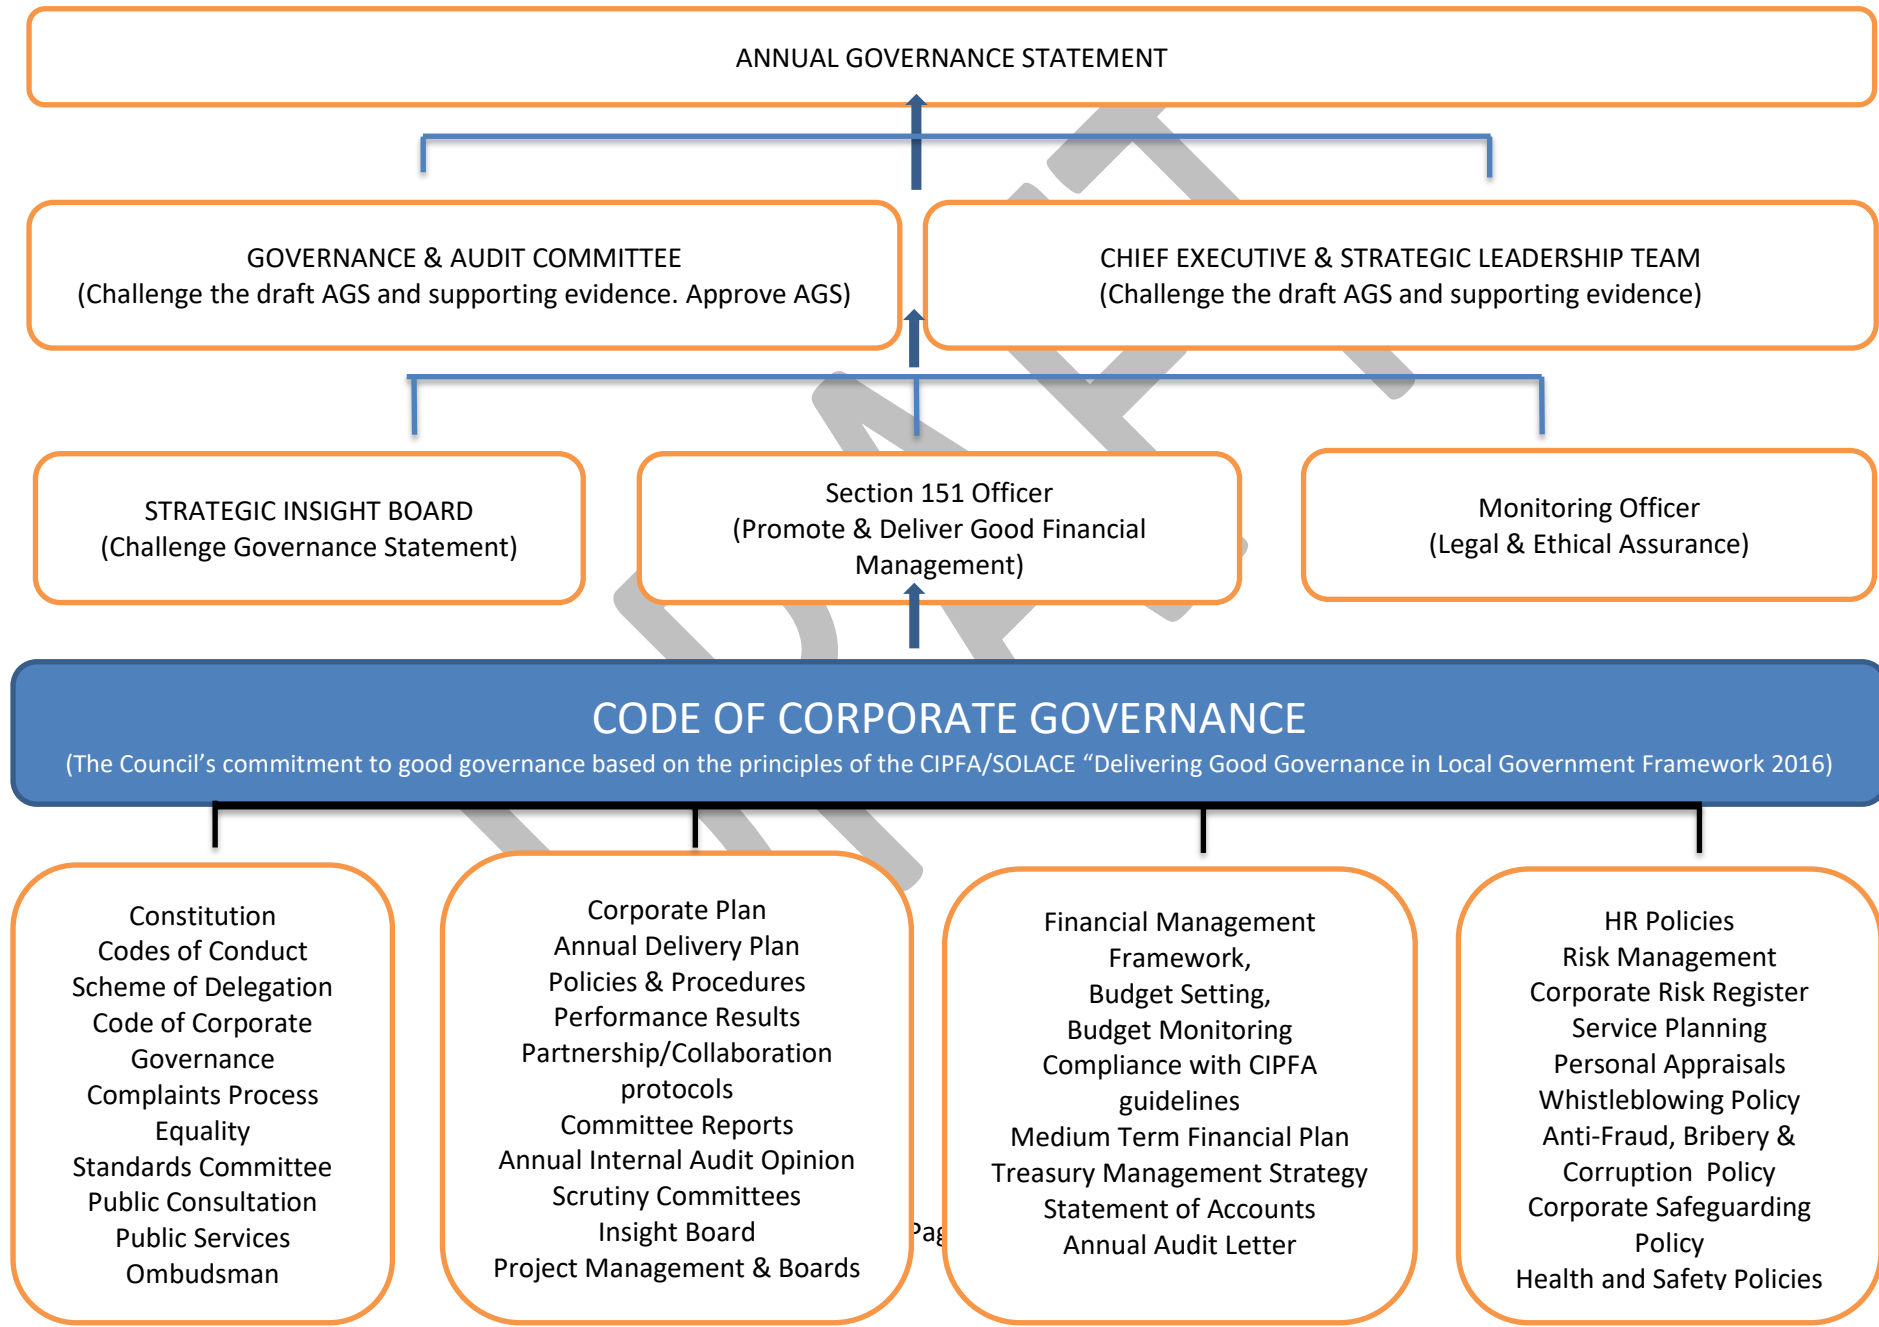 ANNUAL GOVERNANCE STATEMENT
GOVERNANCE & AUDIT COMMITTEE
(Challenge the draft AGS and supporting evidence. Approve AGS)
CHIEF EXECUTIVE & STRATEGIC LEADERSHIP TEAM
(Challenge the draft AGS and supporting evidence)
STRATEGIC INSIGHT BOARD
(Challenge Governance Statement)
Section 151 Officer
(Promote & Deliver Good Financial
Management)
Monitoring Officer
(Legal & Ethical Assurance)
CODE OF CORPORATE GOVERNANCE
(The Council’s commitment to good governance based on the principles of the CIPFA/SOLACE “Delivering Good Governance in Local Government Framework 2016)
Constitution
Codes of Conduct
Scheme of Delegation
Code of Corporate
Governance
Complaints Process
Equality
Standards Committee
Public Consultation
Public Services
Ombudsman
Corporate Plan
Annual Delivery Plan
Policies & Procedures
Performance Results
Partnership/Collaboration
protocols
Committee Reports
Annual Internal Audit Opinion
Scrutiny Committees
Insight Board
Project Management & Boards
Financial Management
Framework,
Budget Setting,
Budget Monitoring
Compliance with CIPFA
guidelines
Medium Term Financial Plan
Treasury Management Strategy
Statement of Accounts
Annual Audit Letter
HR Policies
Risk Management
Corporate Risk Register
Service Planning
Personal Appraisals
Whistleblowing Policy
Anti-Fraud, Bribery &
Corruption  Policy
Corporate Safeguarding
Policy
Health and Safety Policies
DRAFT